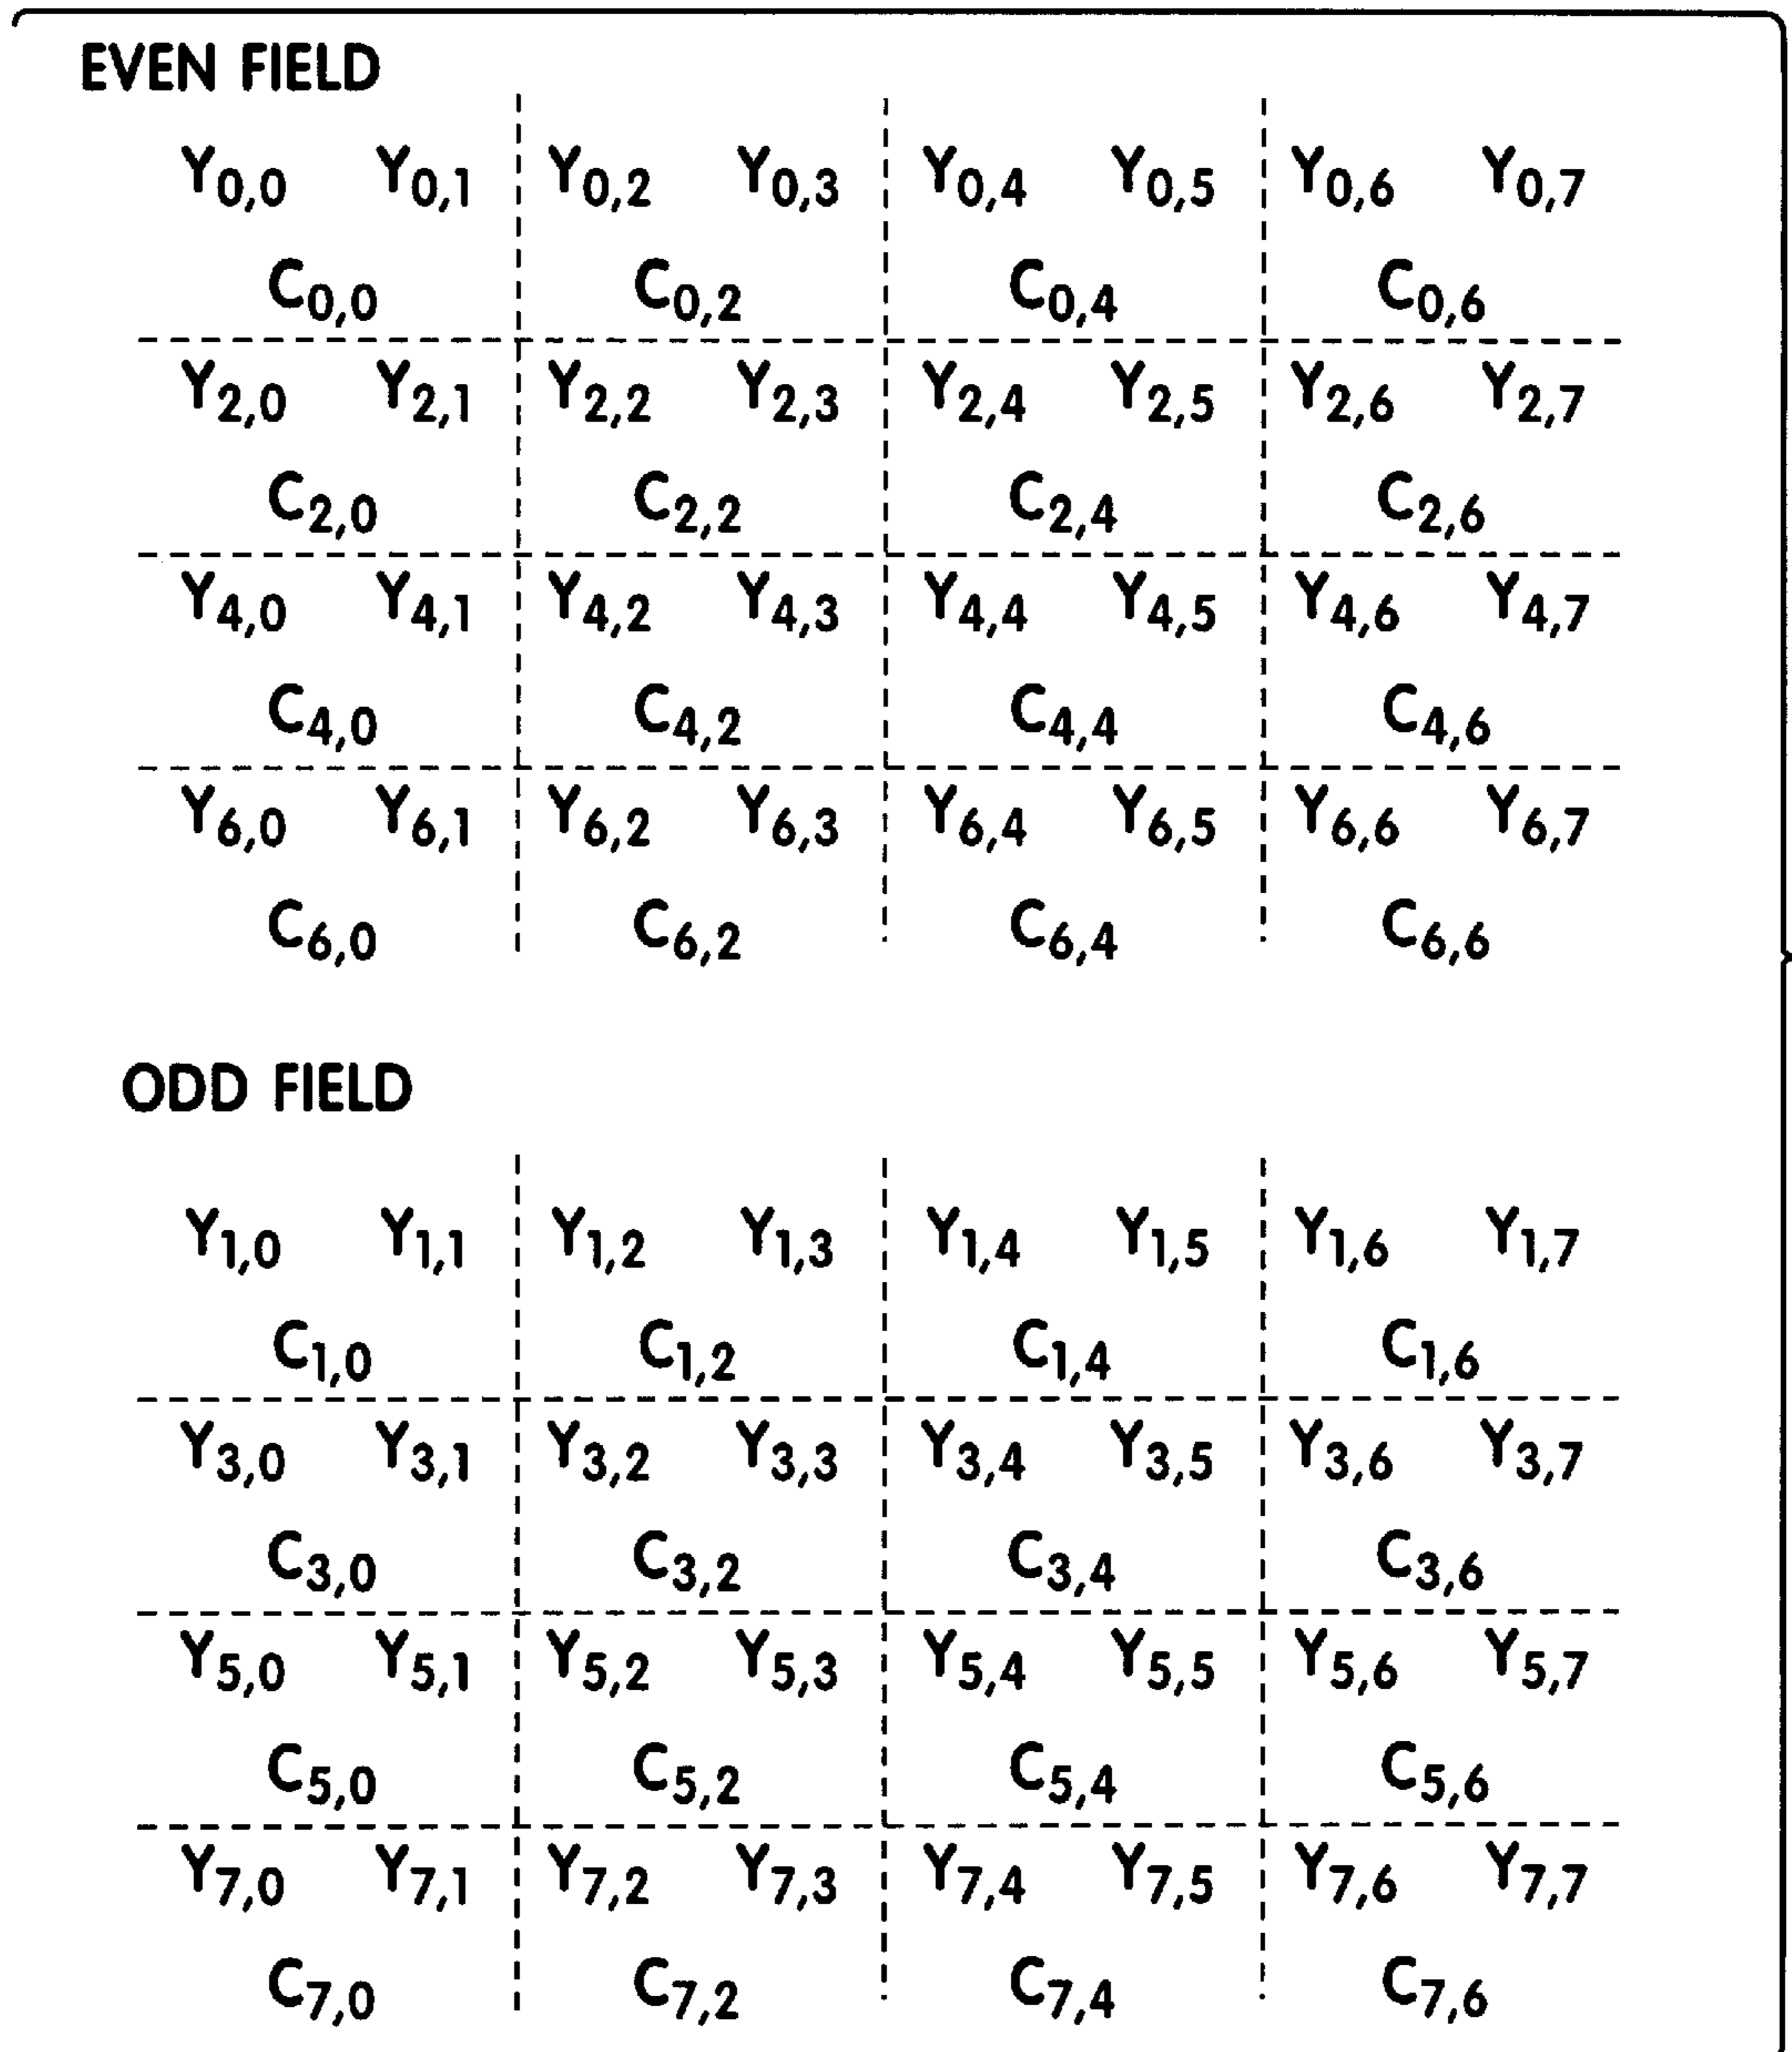 EVEN FIELD
Y0,0 Y0,1 Y0,2 Y0,3 Y0,4 Y0,5 Y0,6 Y0,7
C0,0 C0,2 C0,4 C0,6
Y2,0 Y2,1 Y2,2 Y2,3 Y2,4 Y2,5 Y2,6 Y2,7
C2,0 C2,2 C2,4 C2,6
Y4,0 Y4,1 Y4,2 Y4,3 Y4,4 Y4,5 Y4,6 Y4,7
C4,0 C4,2 C4,4 C4,6
Y6,0 Y6,1 Y6,2 Y6,3 Y6,4 Y6,5 Y6,6 Y6,7
C6,0 C6,2 C6,4 C6,6
ODD FIELD
Y1,0 Y1,1 Y1,2 Y1,3 Y1,4 Y1,5 Y1,6 Y1,7
C1,0 C1,2 C1,4 C1,6
Y3,0 Y3,1 Y3,2 Y3,3 Y3,4 Y3,5 Y3,6 Y3,7
C3,0 C3,2 C3,4 C3,6
Y5,0 Y5,1 Y5,2 Y5,3 Y5,4 Y5,5 Y5,6 Y5,7
C5,0 C5,2 C5,4 C5,6
Y7,0 Y7,1 Y7,2 Y7,3 Y7,4 Y7,5 Y7,6 Y7,7
C7,0 C7,2 C7,4 C7,6